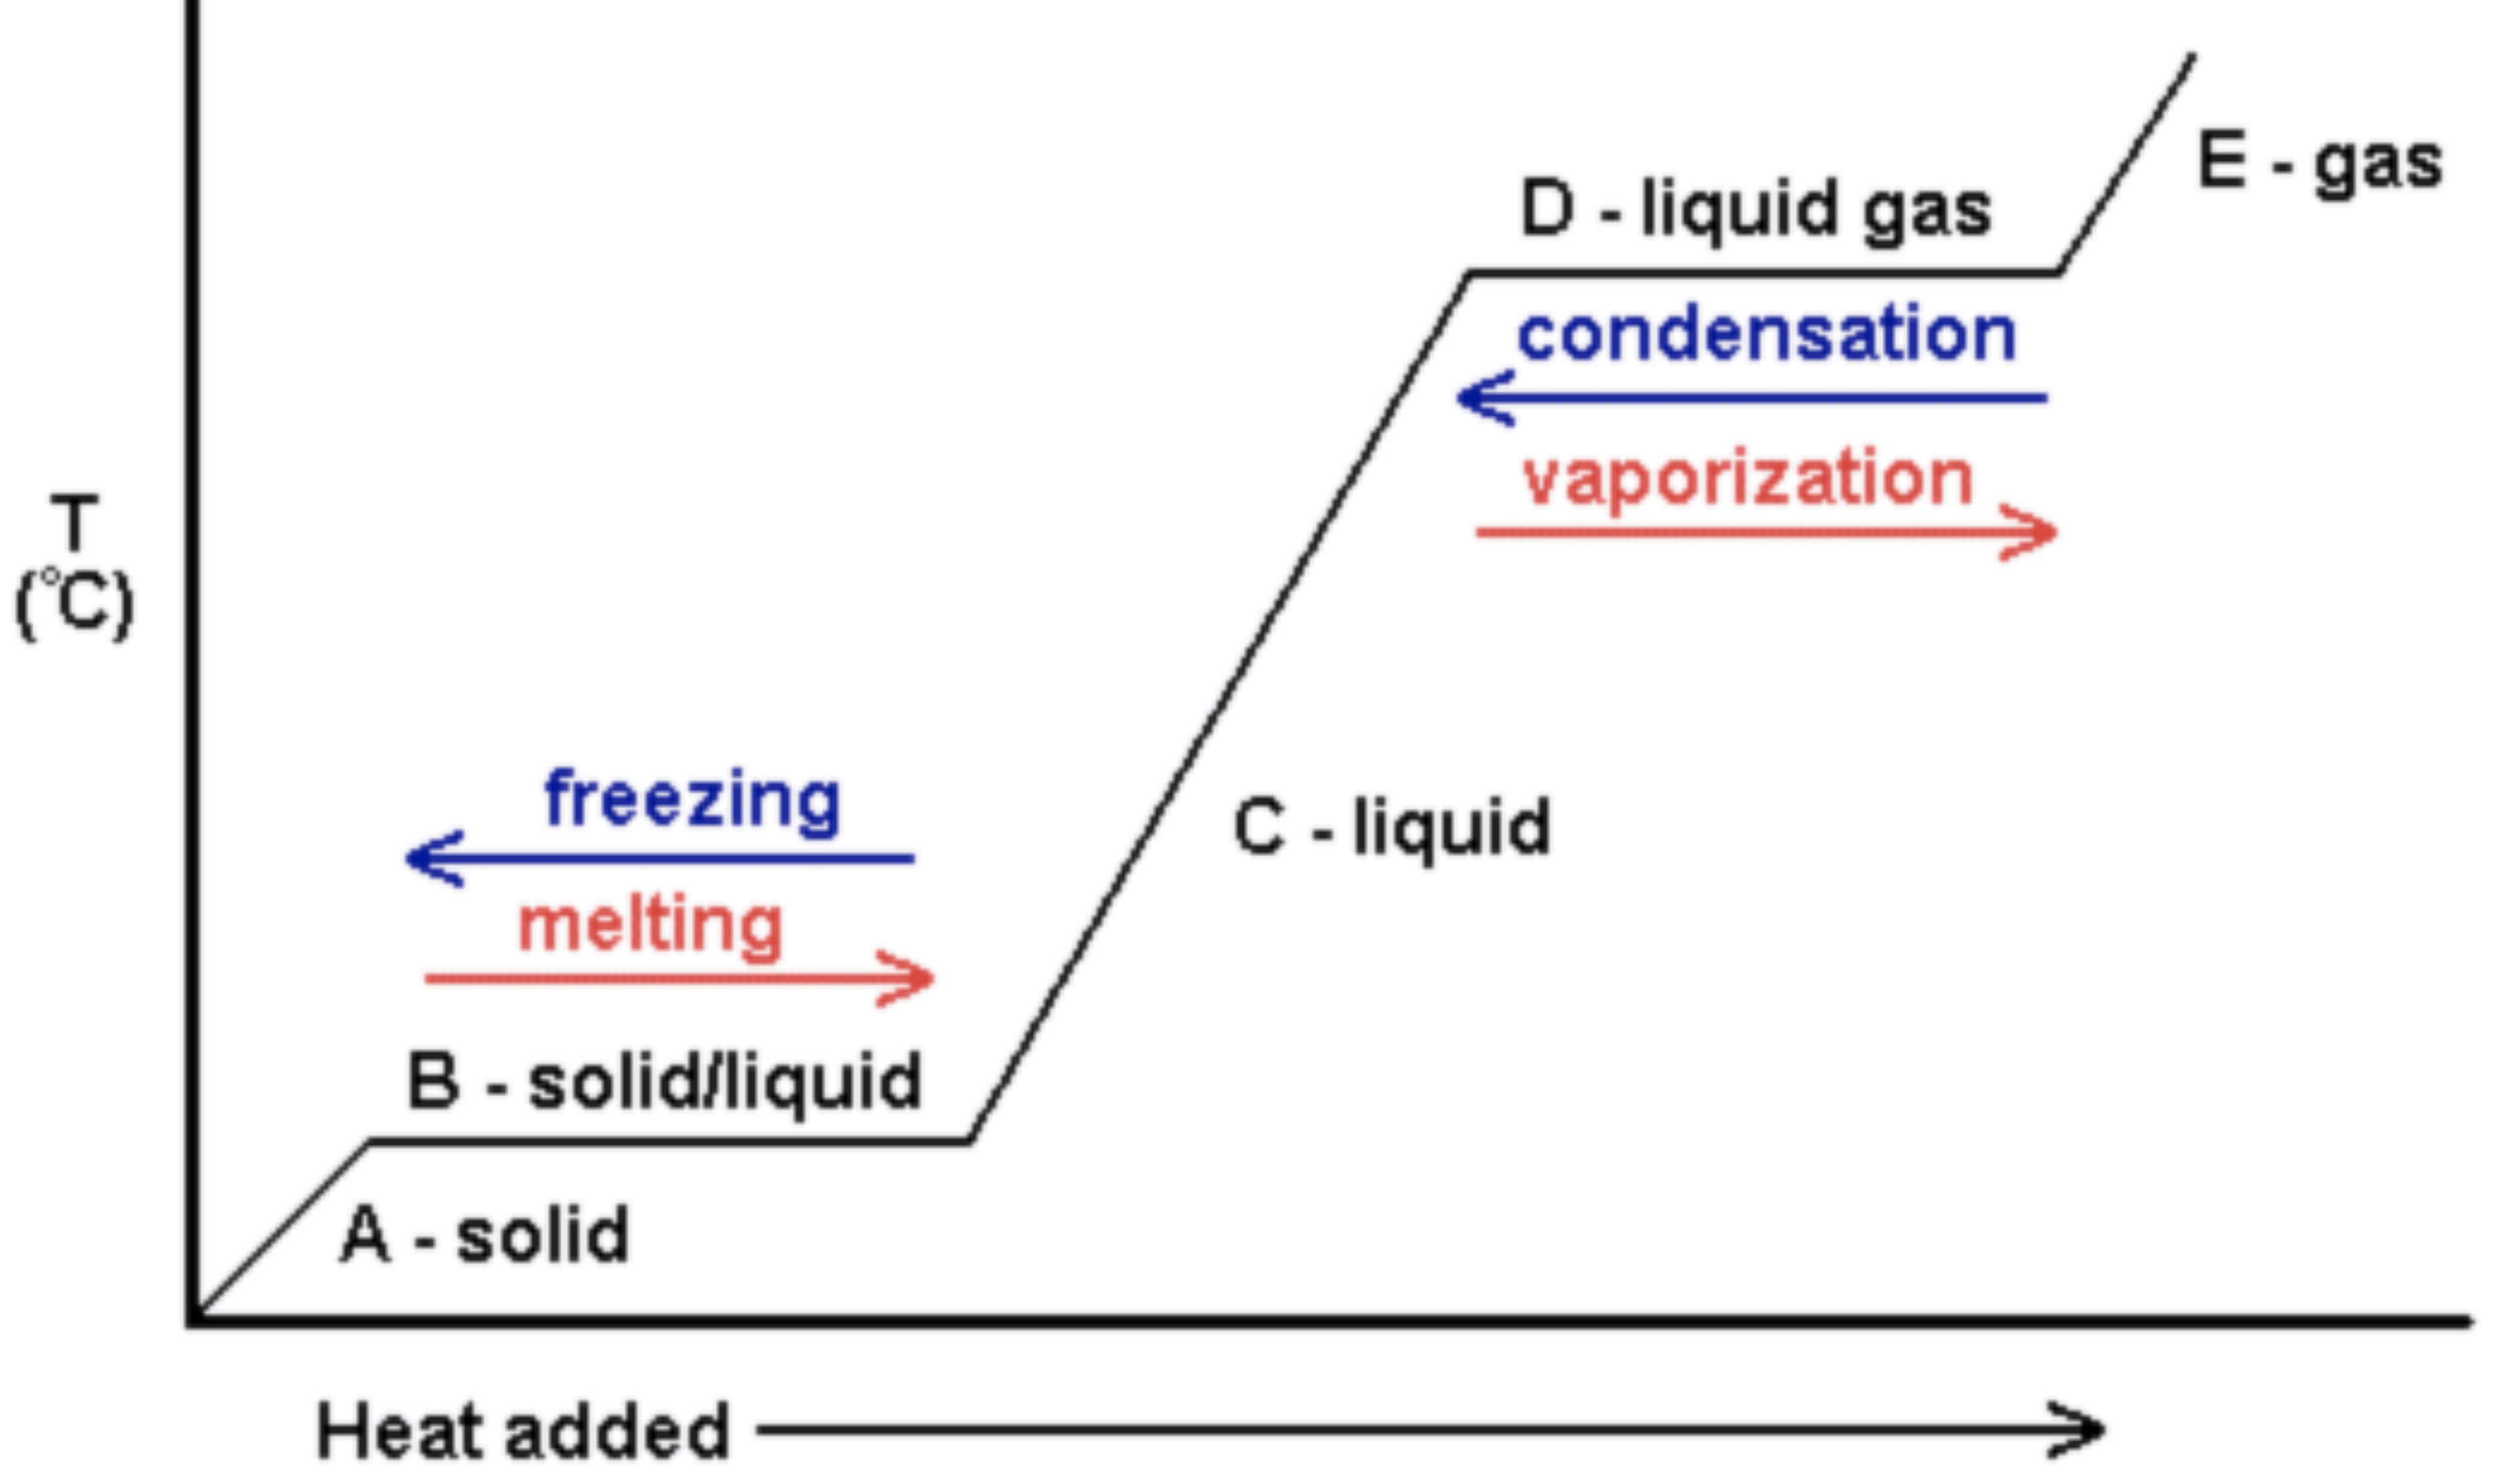 E - gas
D - liquid gas
condensation
vaporization
T
(°C)
freezing
C - liquid
melting
B - solid/liquid
A - solid
Heat added